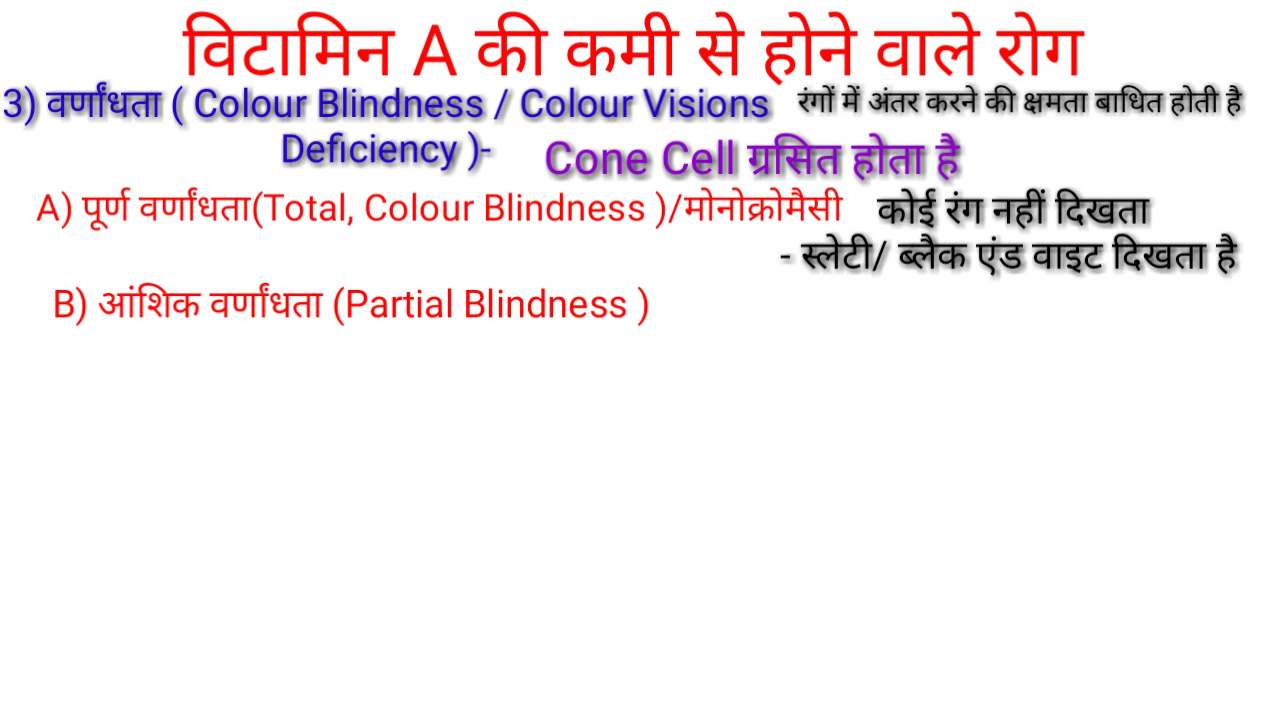 विटामिन A की कमी से होने वाले रोग
3) वर्णांधता ( Colour Blindness / Colour Visions Deficiency )-
रंगों में अंतर करने की क्षमता बाधित होती है
Cone Cell ग्रसित होता है
A) पूर्ण वर्णांधता(Total, Colour Blindness )/मोनोक्रोमैसी
कोई रंग नहीं दिखता
- स्लेटी/ ब्लैक एंड वाइट दिखता है
B) आंशिक वर्णांधता (Partial Blindness )